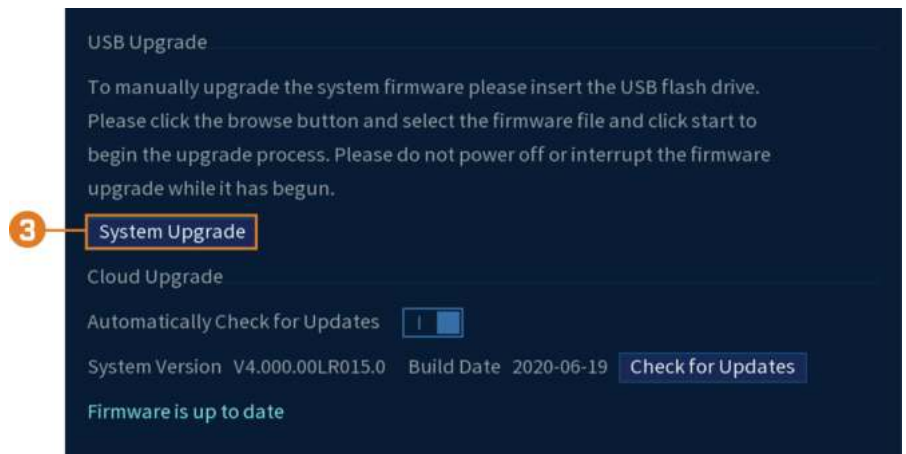 USB Upgrade
To manually upgrade the system firmware please insert the USB flash drive.
Please click the browse button and select the firmware file and click start to
begin the upgrade process. Please do not power off or interrupt the firmware
upgrade while it has begun.
3 System Upgrade
Cloud Upgrade
Automatically Check for Updates
System Version V4.000.00LR015.0 Build Date 2020-06-19 Check for Updates
Firmware is up to date